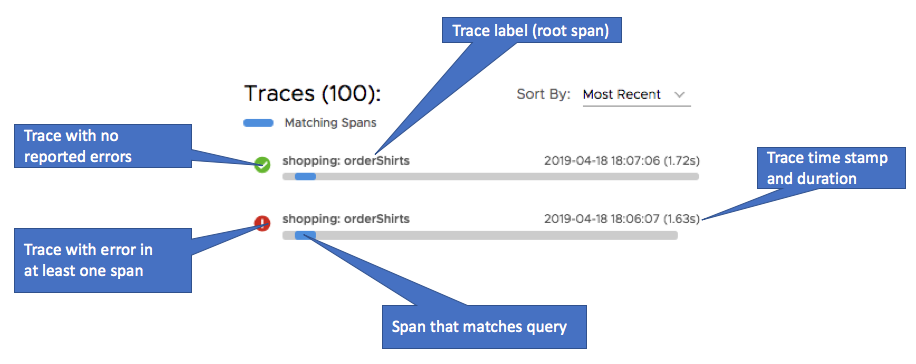 Trace label (root span)
Traces (100):
Sort By: Most Recent
Matching Spans
Trace with no
reported errors
shopping: orderShirts 2019-04-18 18:07:06 (1.72s)
Trace time stamp
and duration
shopping: orderShirts 2019-04-18 18:06:07 (1.63s)
Trace with error in
at least one span
Span that matches query